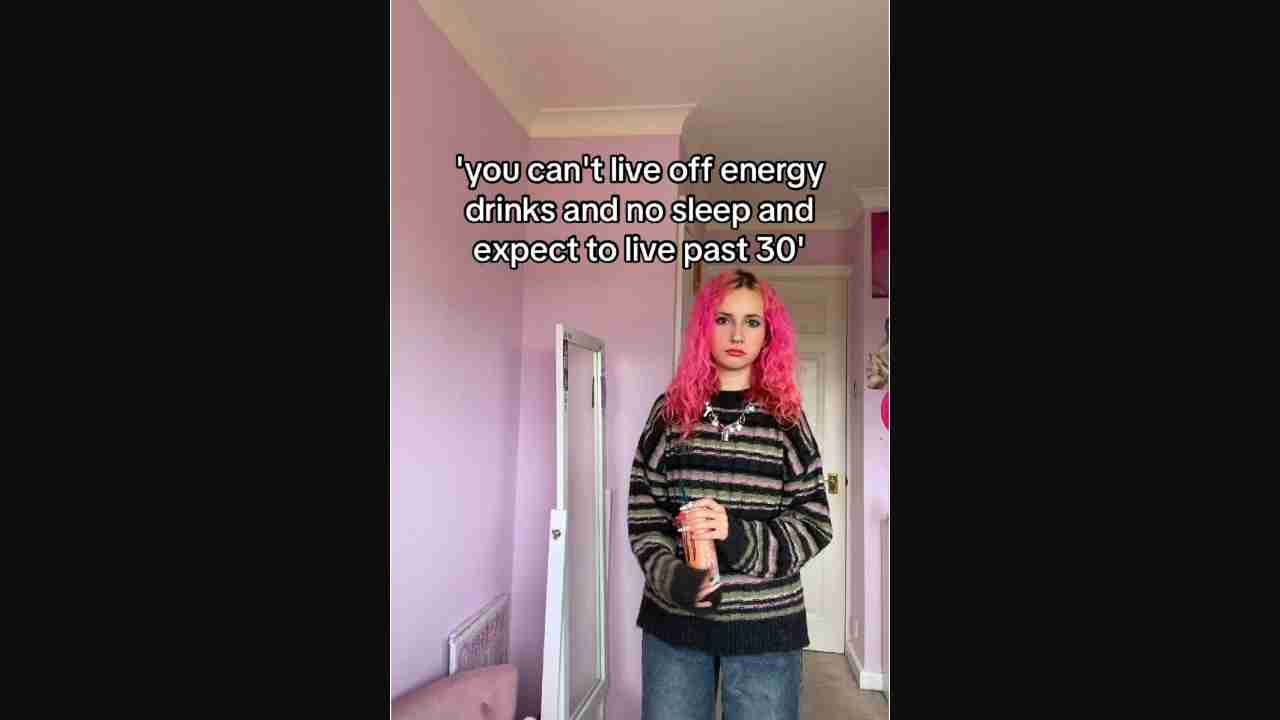 'you can't live off energy
drinks and no sleep and
expect to live past 30'